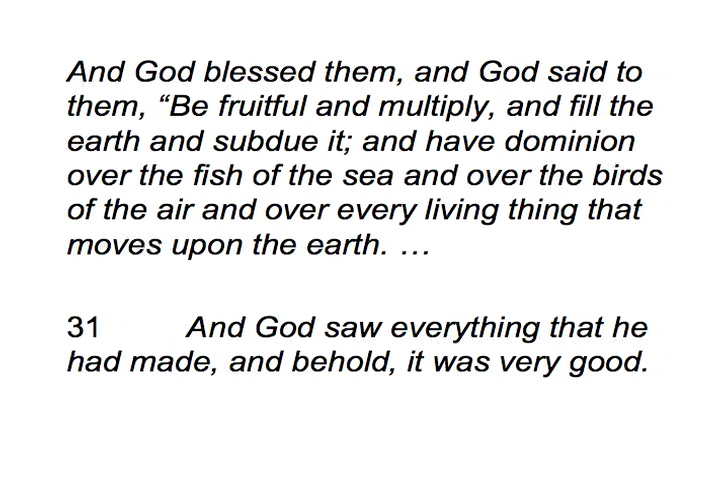 And God blessed them, and God said to
them, “Be fruitful and multiply, and fill the
earth and subdue it; and have dominion
over the fish of the sea and over the birds
of the air and over every living thing that
moves upon the earth. …
31 And God saw everything that he
had made, and behold, it was very good.